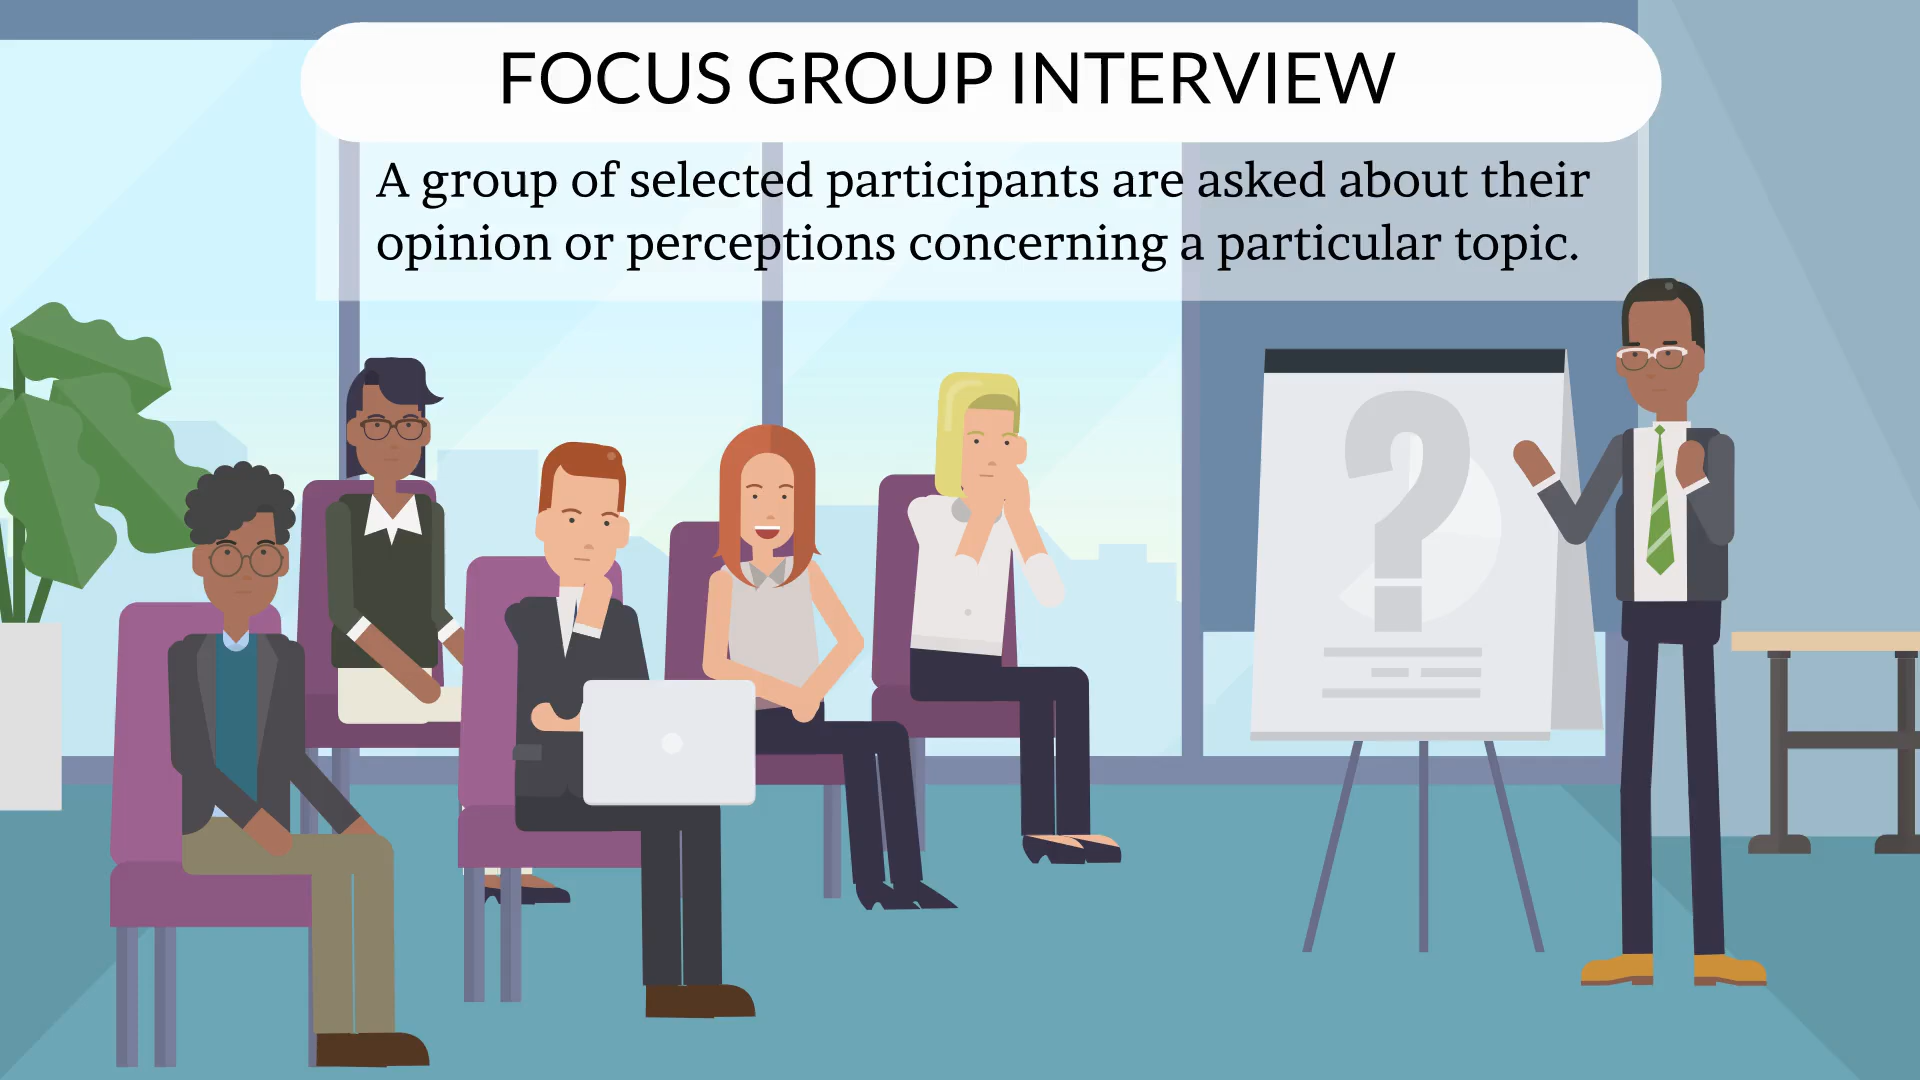 FOCUS GROUP INTERVIEW
A group of selected participants are asked about their
opinion or perceptions concerning a particular topic.
?